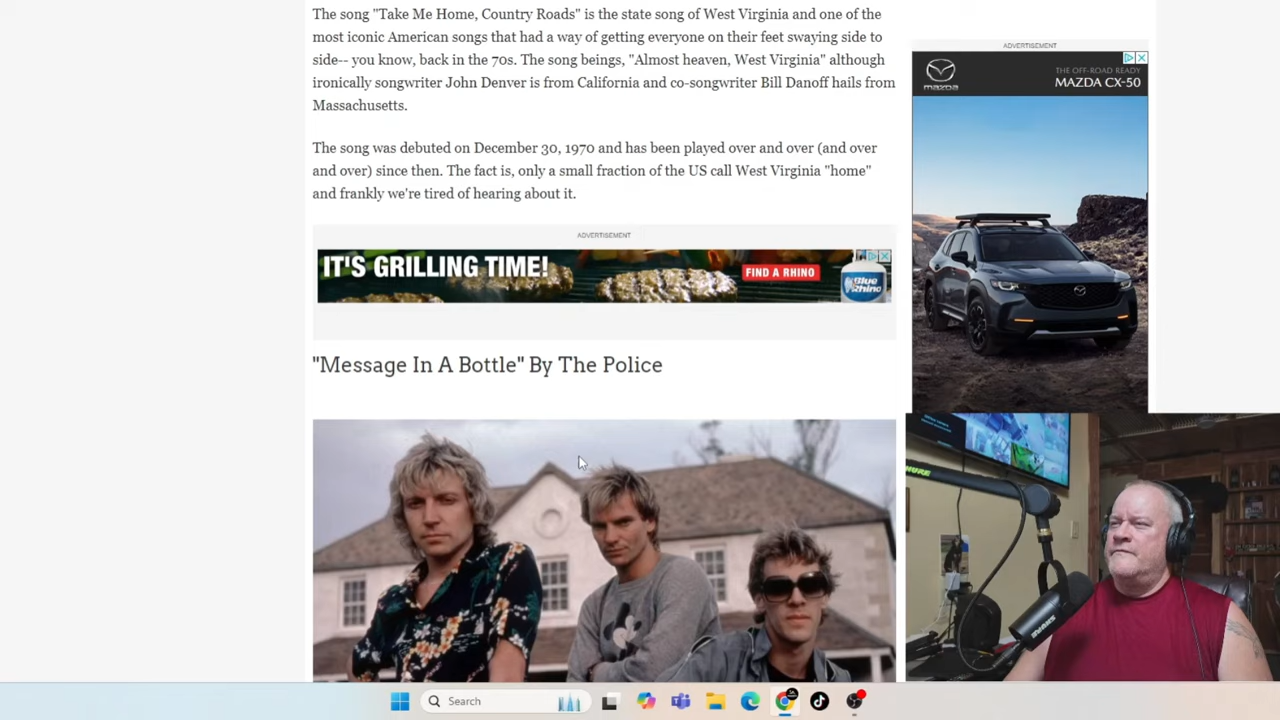 The song "Take Me Home, Country Roads" is the state song of West Virginia and one of the
most iconic American songs that had a way of getting everyone on their feet swaying side to
side-- you know, back in the 70s. The song beings, "Almost heaven, West Virginia" although
ironically songwriter John Denver is from California and co-songwriter Bill Danoff hails from
Massachusetts.
The song was debuted on December 30, 1970 and has been played over and over (and over
and over) since then. The fact is, only a small fraction of the US call West Virginia "home"
and frankly we're tired of hearing about it.
ADVERTISEMENT
IT'S GRILLING TIME!
FIND A RHINO
Blue
Rhino
"Message In A Bottle" By The Police
ADVERTISEMENT
mazda
THE OFF-ROAD READY
MAZDA CX-50
SHURE
SHURE
Search